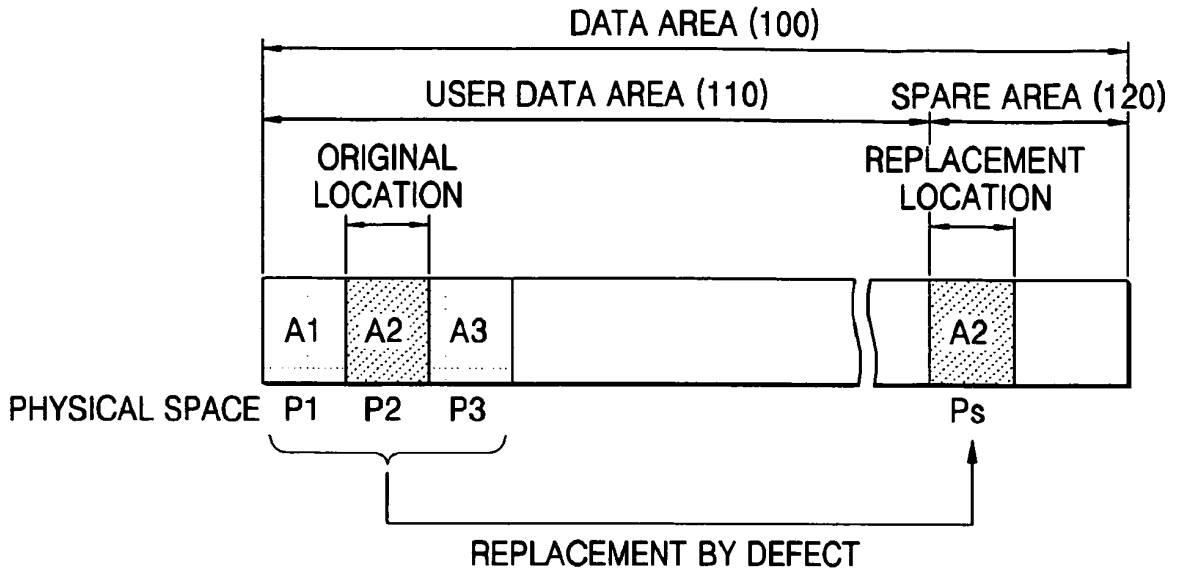 DATA AREA (100)
USER DATA AREA (110) SPARE AREA (120)
ORIGINAL LOCATION
REPLACEMENT LOCATION
A1 A2 A3 A2
PHYSICAL SPACE P1 P2 P3 Ps
REPLACEMENT BY DEFECT